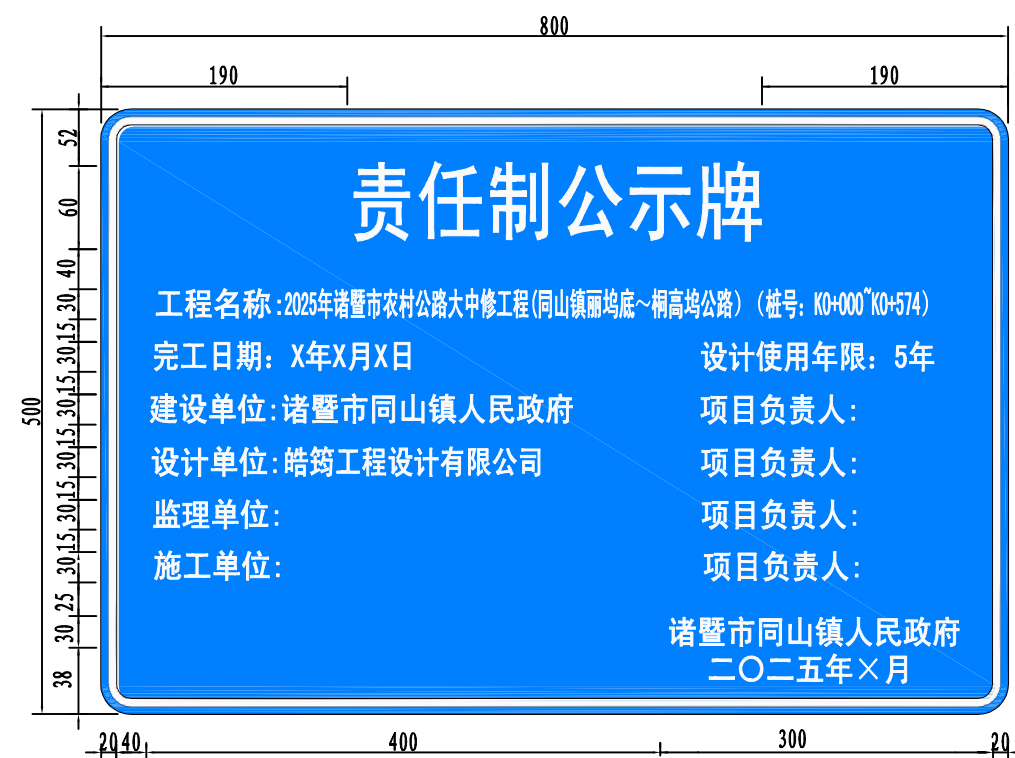 800
190 190
52
60
40
30
15
30
15
30
15
30
15
30
15
30
25
30
38
500
责任制公示牌
工程名称:2025年诸暨市农村公路大中修工程(同山镇丽坞底～桐高坞公路)(桩号：K0+000~K0+574)
完工日期：X年X月X日 设计使用年限：5年
建设单位:诸暨市同山镇人民政府 项目负责人:
设计单位:皓筠工程设计有限公司 项目负责人:
监理单位: 项目负责人:
施工单位: 项目负责人:
诸暨市同山镇人民政府
二〇二五年×月
20 40 400 300 20